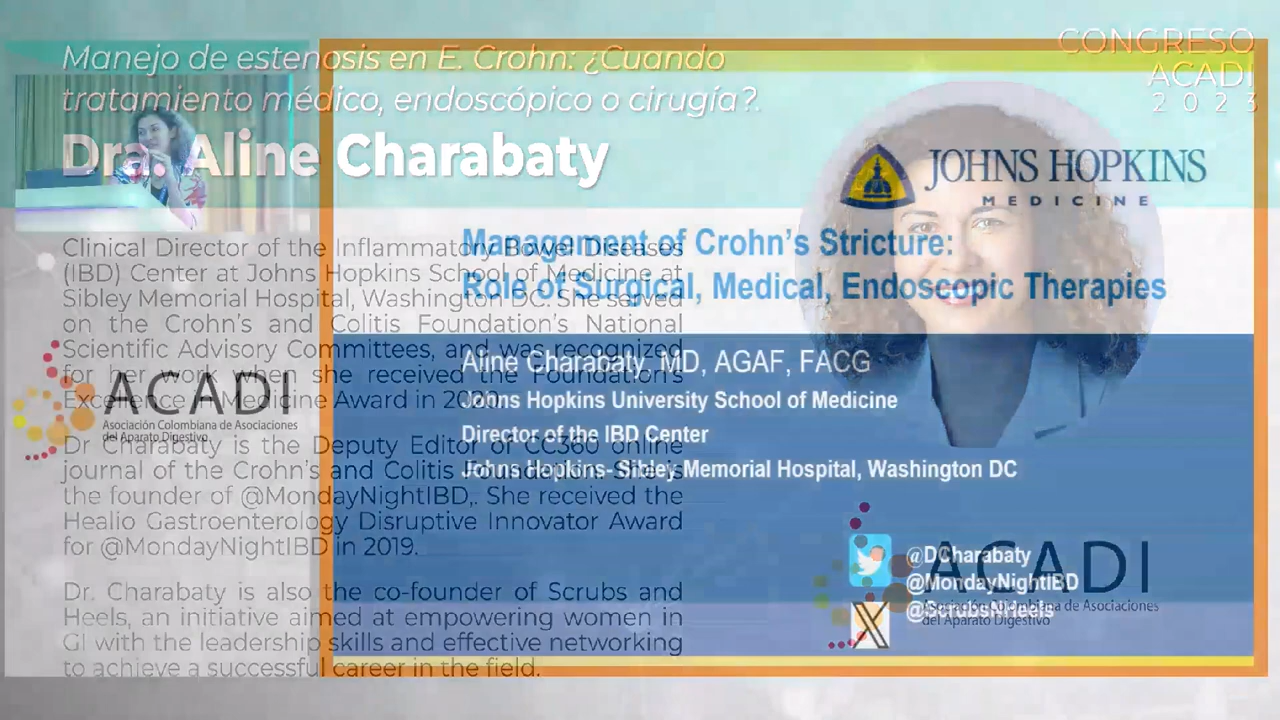 Manejo de estenosis en E. Crohn: ¿Cuando
tratamiento médico, endoscópico o cirugía?.
Dra. Aline Charabaty
CONGRESO
ACADI
2023
JOHNS HOPKINS
MEDICINE
Management of Crohn's Stricture:
Role of Surgical, Medical, Endoscopic Therapies
Aline Charabaty, MD, AGAF, FACG
Johns Hopkins University School of Medicine
Director of the IBD Center
Johns Hopkins- Sibley Memorial Hospital, Washington DC
Clinical Director of the Inflammatory Bowel Diseases
(IBD) Center at Johns Hopkins School of Medicine at
Sibley Memorial Hospital, Washington DC. She served
on the Crohn's and Colitis Foundation's National
Scientific Advisory Committees, and was recognized
for her work when she received the Foundation's
Excellence in Medicine Award in 2020.
Dr Charabaty is the Deputy Editor of CC360 online
journal of the Crohn's and Colitis Foundation. She is
the founder of @MondayNightIBD,. She received the
Healio Gastroenterology Disruptive Innovator Award
for @MondayNightIBD in 2019.
Dr. Charabaty is also the co-founder of Scrubs and
Heels, an initiative aimed at empowering women in
GI with the leadership skills and effective networking
to achieve a successful career in the field.
ACADI
Asociación Colombiana de Asociaciones
del Aparato Digestivo
@DCharabaty
@MondayNightIBD
@ScrubsNHeels
ACADI
Asociación Colombiana de Asociaciones
del Aparato Digestivo